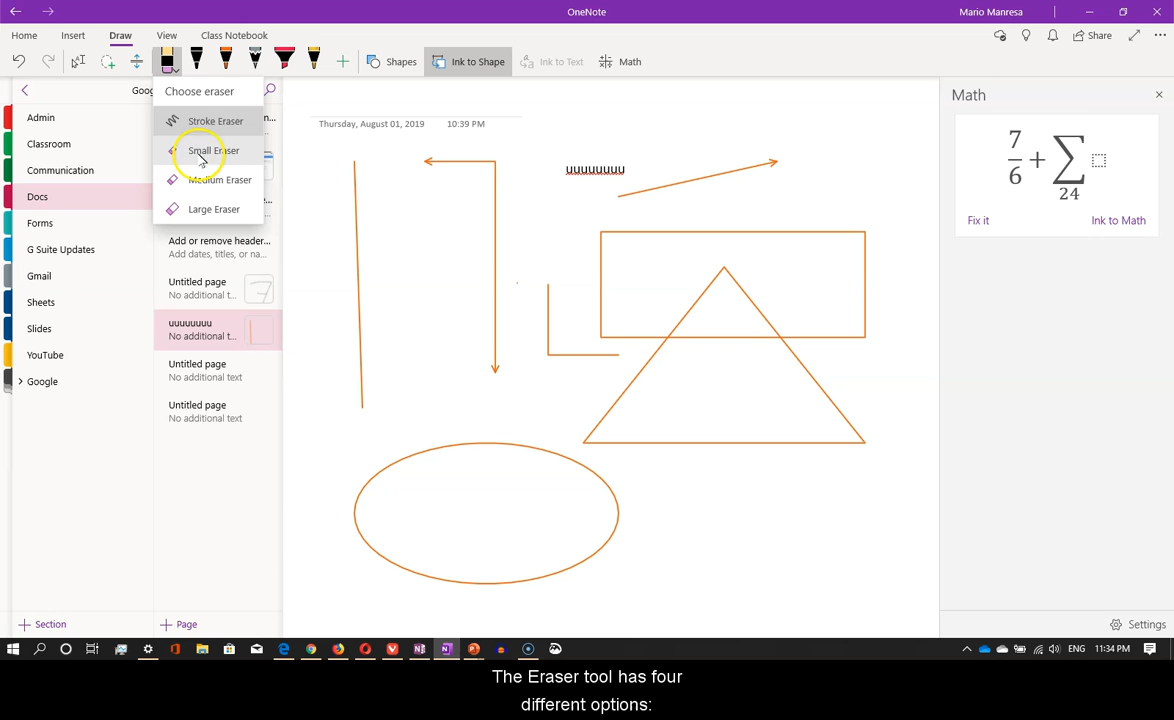 OneNote
Mario Manresa
Home Insert Draw View Class Notebook
Share
Shapes
Ink to Shape
Ink to Text
Math
Goog
Choose eraser
Stroke Eraser
Small Eraser
Medium Eraser
Large Eraser
Admin
Classroom
Communication
Docs
Forms
G Suite Updates
Gmail
Sheets
Slides
YouTube
Google
Add or remove header...
Add dates, titles, or na...
Untitled page
No additional t...
uuuuuuuu
No additional t...
Untitled page
No additional text
Untitled page
No additional text
Section
Page
Thursday, August 01, 2019 10:39 PM
uuuuuuuuu
Math
7/6 + ∑ 24
Fix it
Ink to Math
Settings
ENG 11:34 PM
The Eraser tool has four
different options: